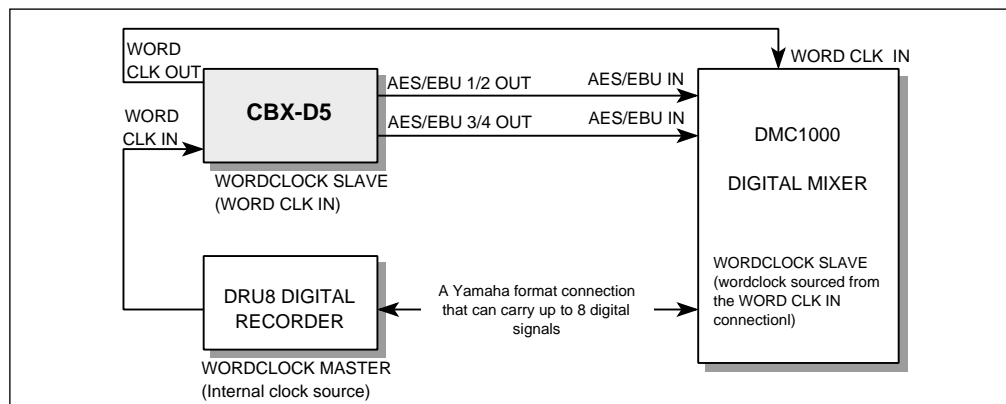 WORD
CLK OUT
WORD CLK  IN
CBX-D5
AES/EBU 1/2 OUT
AES/EBU IN
AES/EBU 3/4 OUT
AES/EBU IN
WORD
CLK IN
WORDCLOCK SLAVE
(WORD CLK IN)
DMC1000
DIGITAL MIXER
WORDCLOCK SLAVE
(wordclock sourced from
the WORD CLK IN
connectionl)
DRU8 DIGITAL
RECORDER
A Yamaha format connection
that can carry up to 8 digital
signals
WORDCLOCK MASTER
(Internal clock source)